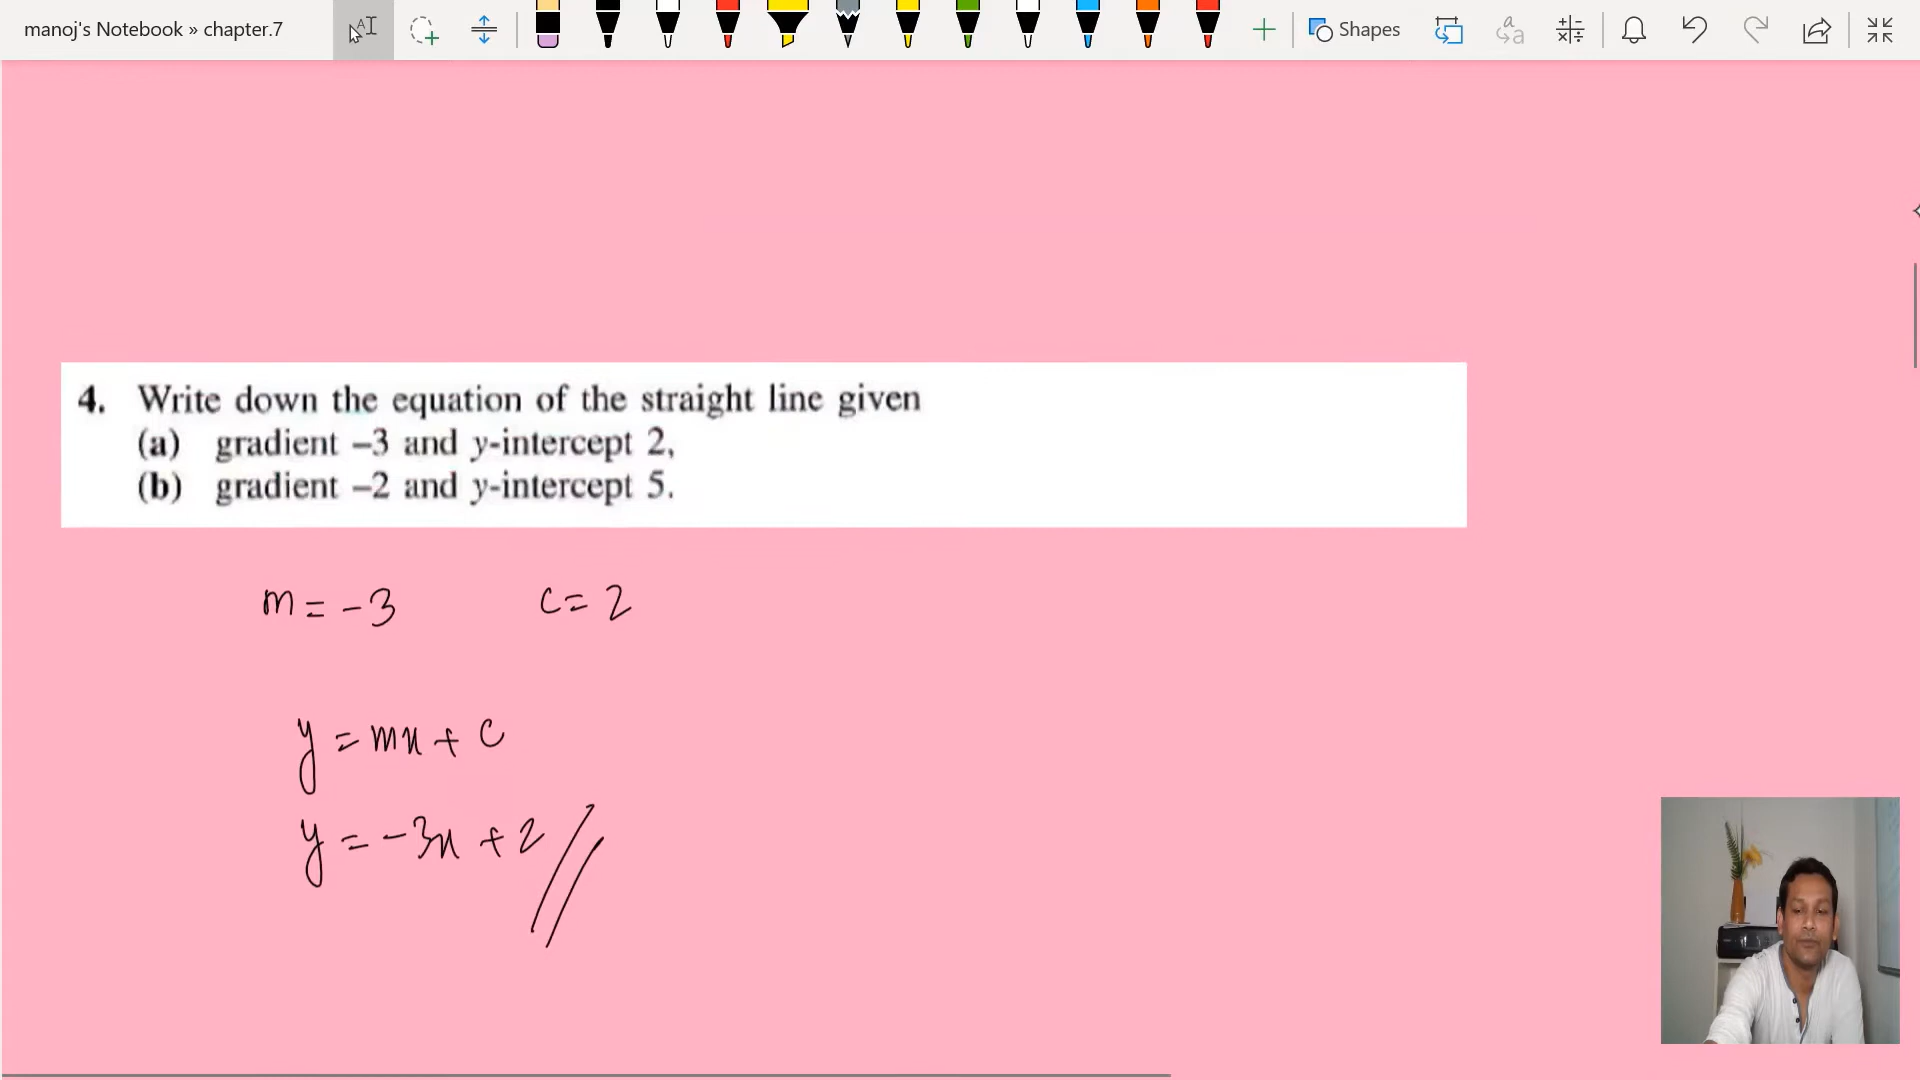 manoj's Notebook » chapter.7
Shapes
4. Write down the equation of the straight line given
(a) gradient –3 and y-intercept 2,
(b) gradient –2 and y-intercept 5.
m = -3 c = 2
y = mx + c
y = -3x + 2 //